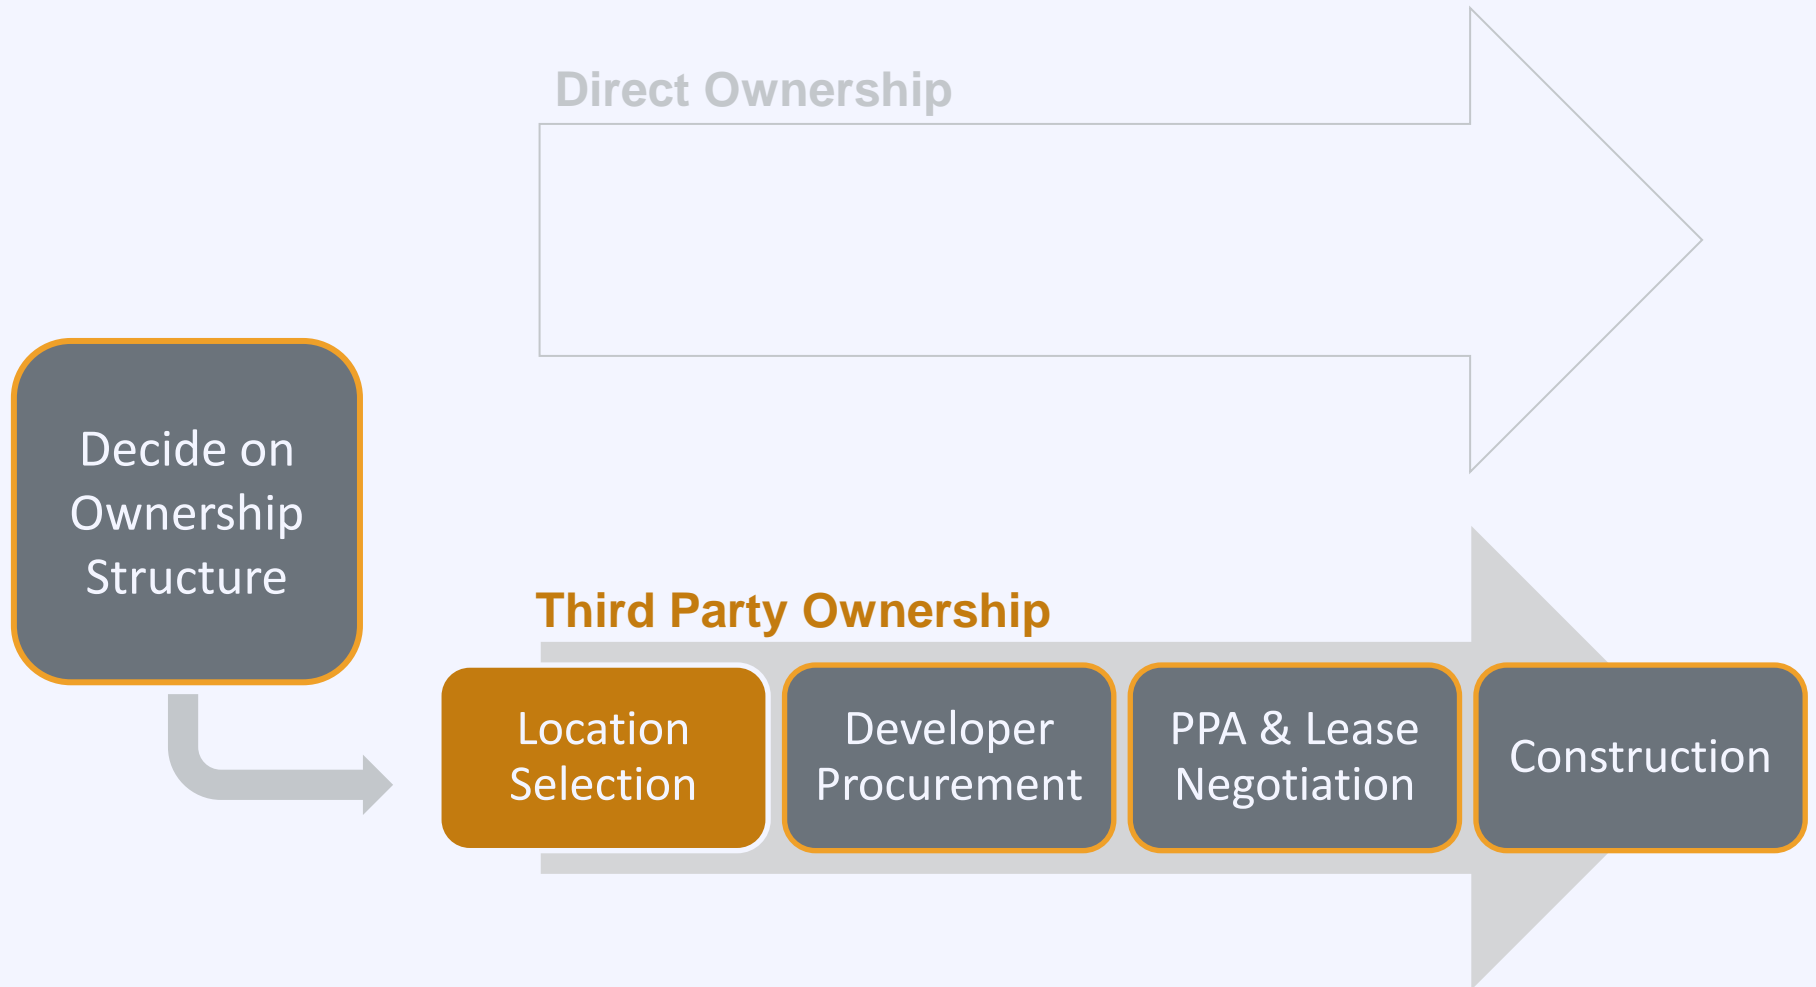 Direct Ownership
Decide on
Ownership
Structure
Third Party Ownership
Location
Selection
Developer
Procurement
PPA & Lease
Negotiation
Construction